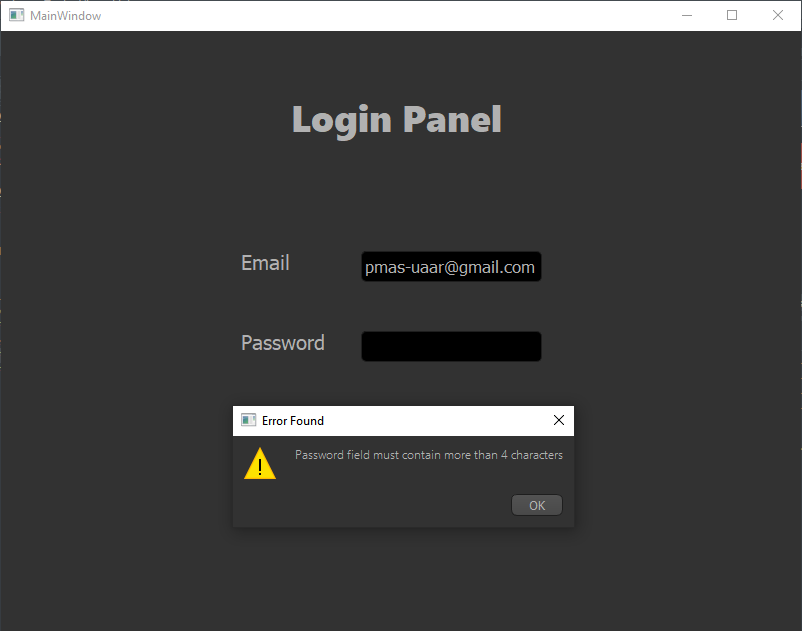 MainWindow
Login Panel
Email
pmas-uaar@gmail.com
Password
Error Found
Password field must contain more than 4 characters
OK